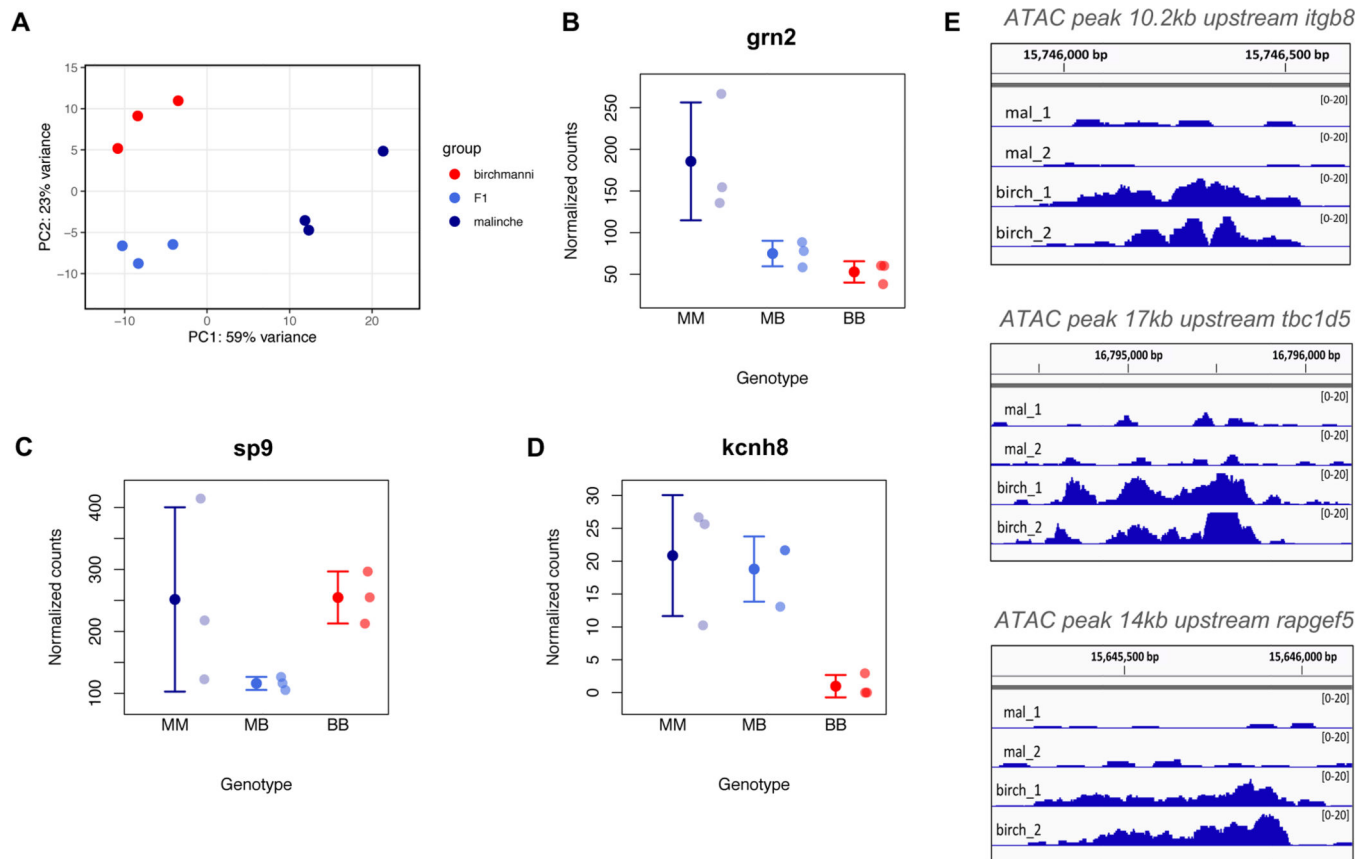 A
PC2: 23% variance
15
10
5
0
−5
−10
−10
0
10
20
PC1: 59% variance
group
birchmanni
F1
malinche
B
grn2
Normalized counts
250
200
150
100
50
MM
MB
BB
Genotype
C
sp9
Normalized counts
400
300
200
100
MM
MB
BB
Genotype
D
kcnh8
Normalized counts
30
25
20
15
10
5
0
MM
MB
BB
Genotype
E
ATAC peak 10.2kb upstream itgb8
15,746,000 bp
15,746,500 bp
mal_1
[0-20]
mal_2
[0-20]
birch_1
[0-20]
birch_2
[0-20]
ATAC peak 17kb upstream tbc1d5
16,795,000 bp
16,796,000 bp
mal_1
[0-20]
mal_2
[0-20]
birch_1
[0-20]
birch_2
[0-20]
ATAC peak 14kb upstream rapgef5
15,645,500 bp
15,646,000 bp
mal_1
[0-20]
mal_2
[0-20]
birch_1
[0-20]
birch_2
[0-20]